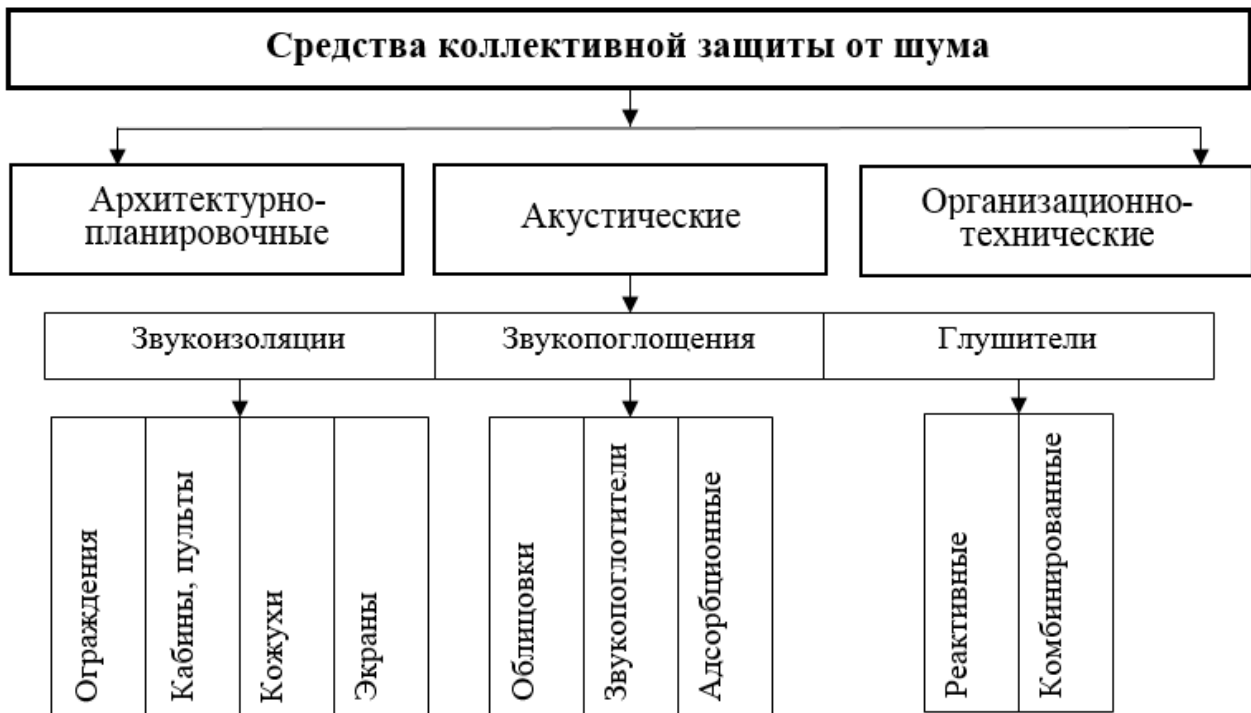 Средства коллективной защиты от шума
Архитектурно-
планировочные
Акустические
Организационно-
технические
Звукоизоляции
Звукопоглощения
Глушители
Ограждения
Кабины, пульты
Кожухи
Экраны
Облицовки
Звукопоглотители
Адсорбционные
Реактивные
Комбинированные